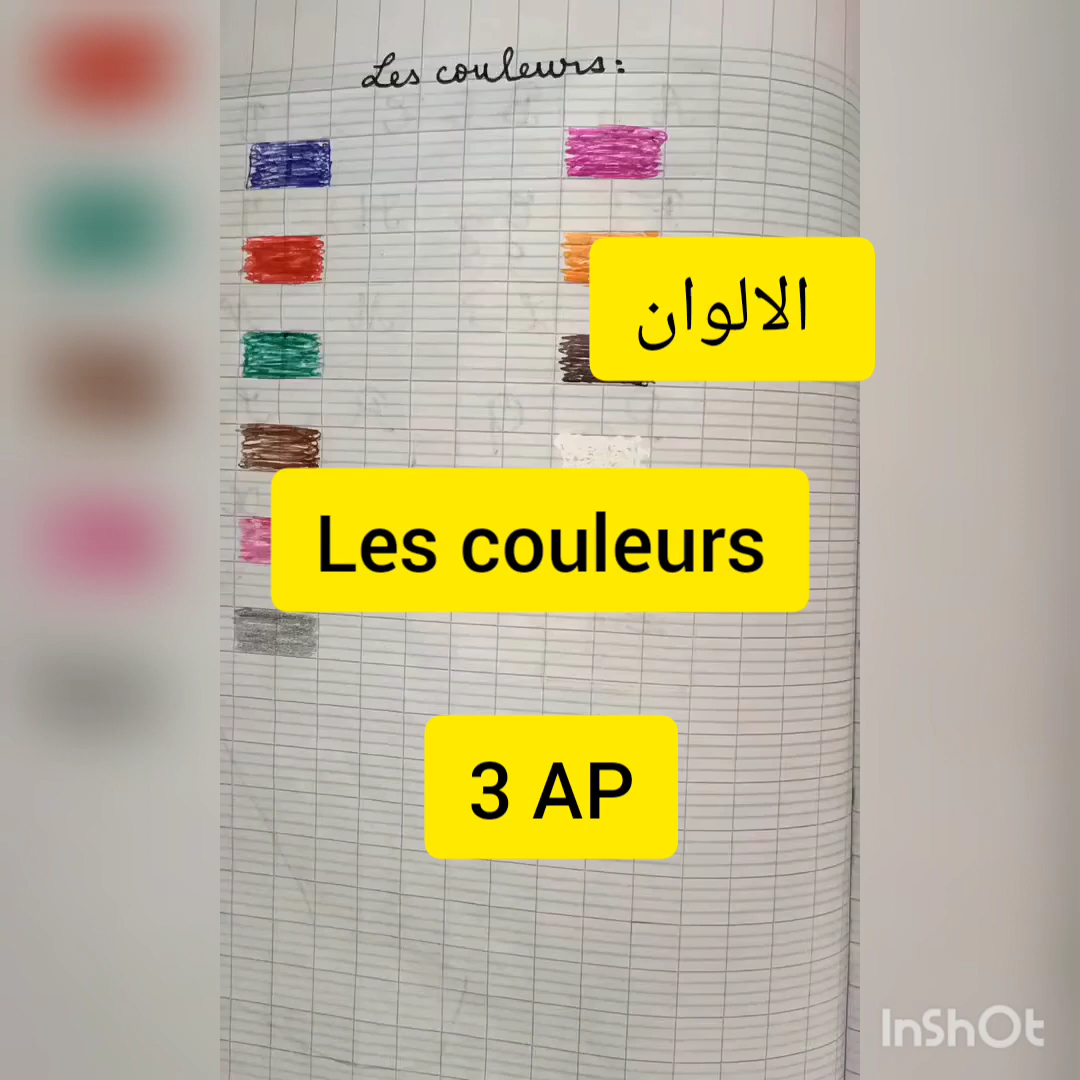 Les couleurs:
الالوان
Les couleurs
3 AP
InShOt